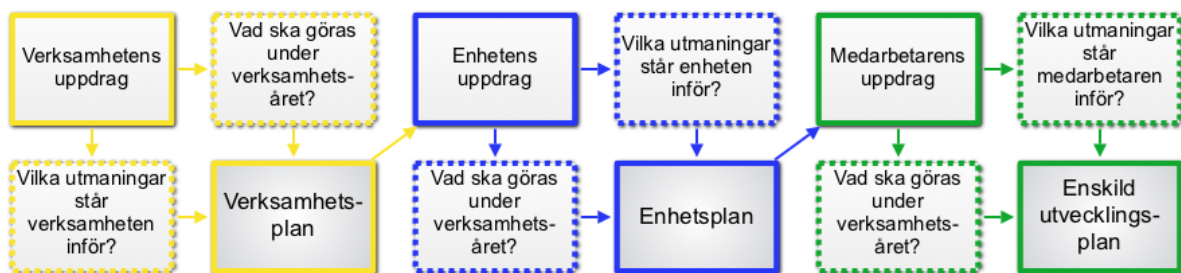 Verksamhetens
uppdrag
Vad ska göras
under
verksamhets-
året?
Enhetens
uppdrag
Vilka utmaningar
står enheten
inför?
Medarbetarens
uppdrag
Vilka utmaningar
står
medarbetaren
inför?
Vilka utmaningar
står
verksamheten
inför?
Verksamhets-
plan
Vad ska göras
under
verksamhets-
året?
Enhetsplan
Vad ska göras
under
verksamhets-
året?
Enskild
utvecklings-
plan